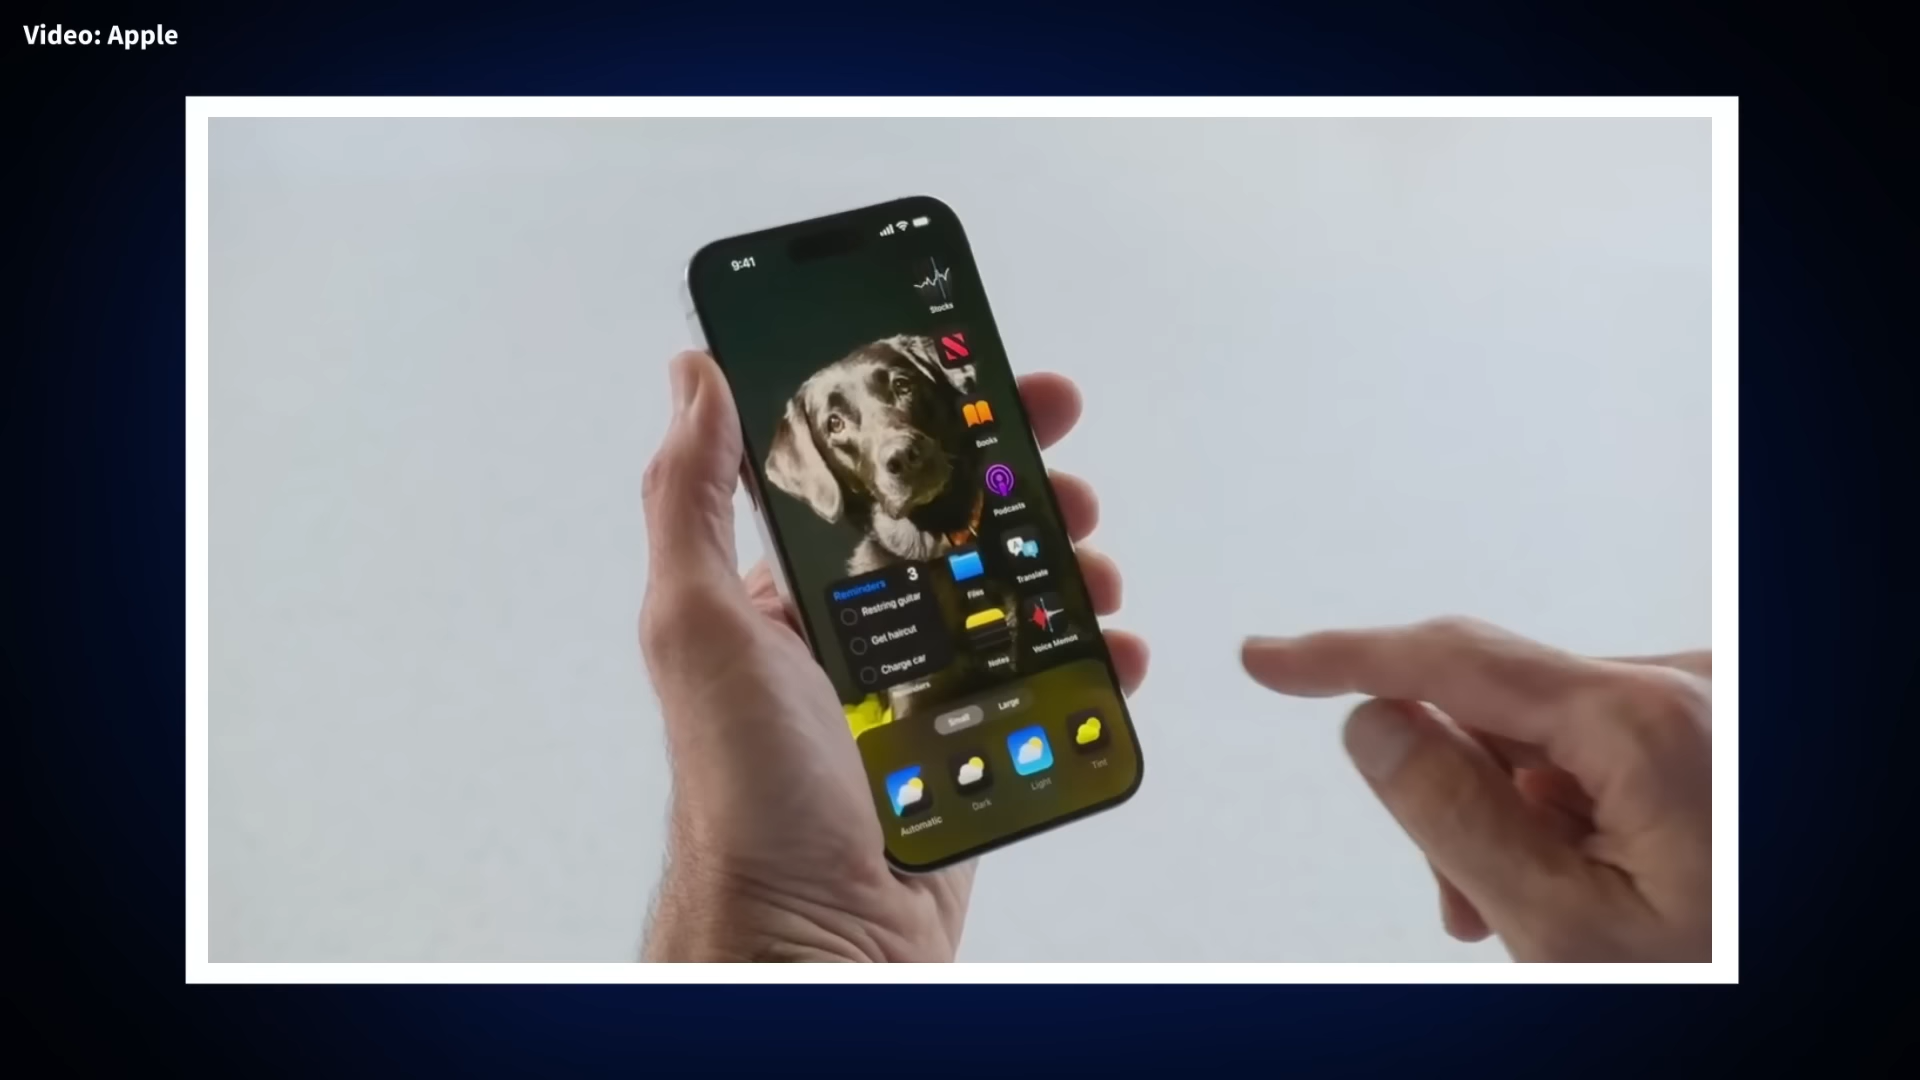 Video: Apple
9:41
Stocks
Books
Podcasts
Translate
Files
Reminders 3
Restring guitar
Get haircut
Charge car
Reminders
Notes
Voice Memos
Small Large
Automatic Dark Light Tint